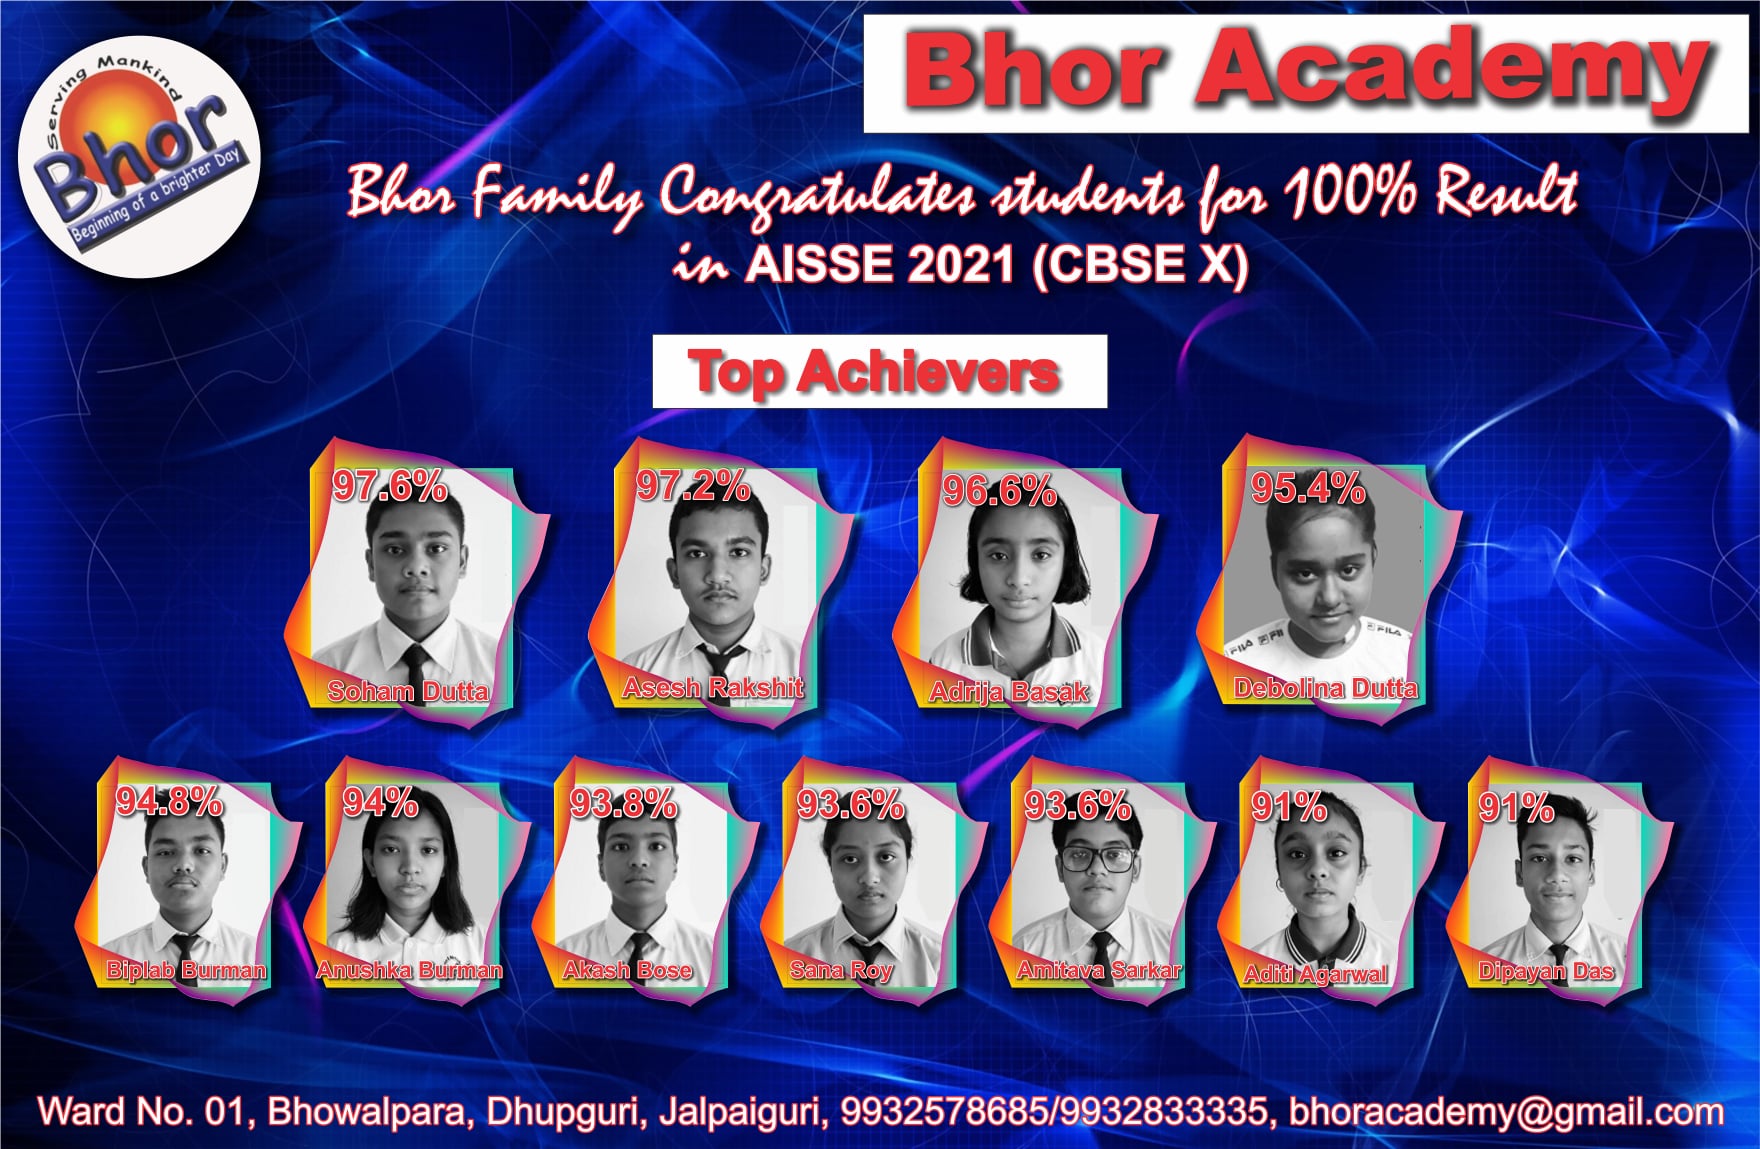 Serving Mankind
Bhor
Beginning of a brighter Day
Bhor Academy
Bhor Family Congratulates students for 100% Result
in AISSE 2021 (CBSE X)
Top Achievers
97.6%
Soham Dutta
97.2%
Asesh Rakshit
96.6%
Adrija Basak
95.4%
FILA
FILA
Debolina Dutta
94.8%
Biplab Burman
94%
Anushka Burman
93.8%
Akash Bose
93.6%
Sana Roy
93.6%
Amitava Sarkar
91%
Aditi Agarwal
91%
Dipayan Das
Ward No. 01, Bhowalpara, Dhupguri, Jalpaiguri, 9932578685/9932833335, bhoracademy@gmail.com